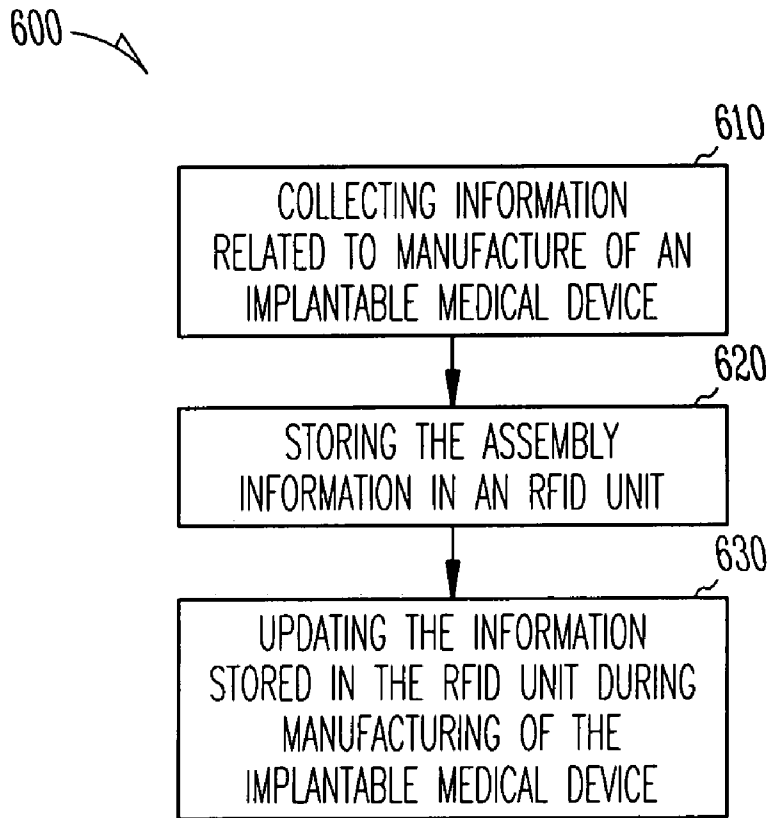 600
610
COLLECTING INFORMATION
RELATED TO MANUFACTURE OF AN
IMPLANTABLE MEDICAL DEVICE
620
STORING THE ASSEMBLY
INFORMATION IN AN RFID UNIT
630
UPDATING THE INFORMATION
STORED IN THE RFID UNIT DURING
MANUFACTURING OF THE
IMPLANTABLE MEDICAL DEVICE